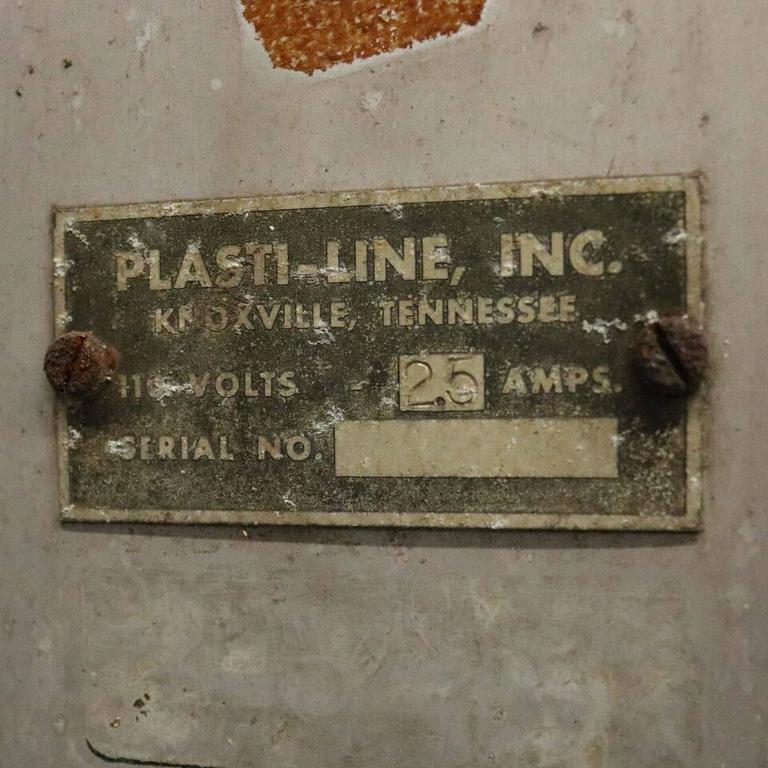 PLASTI-LINE, INC.
KNOXVILLE, TENNESSEE
110 VOLTS - 2.5 AMPS.
SERIAL NO.